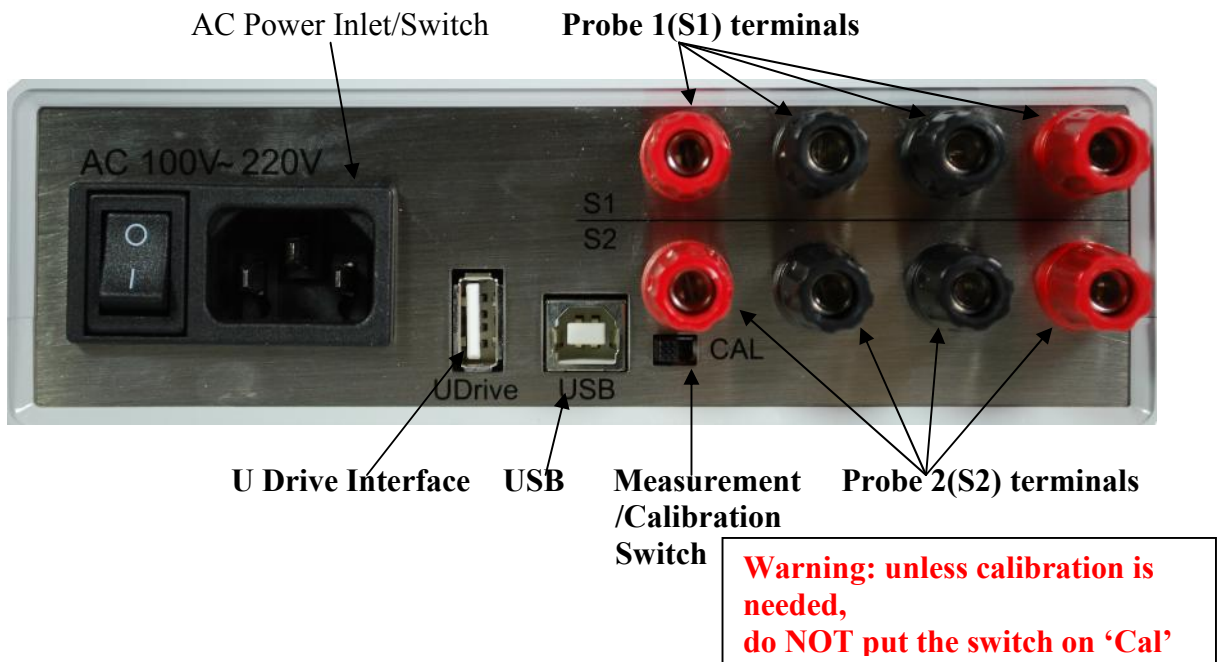 AC Power Inlet/Switch
Probe 1(S1) terminals
AC 100V~ 220V
O
I
S1
S2
CAL
UDrive
USB
U Drive Interface
USB
Measurement
/Calibration
Switch
Probe 2(S2) terminals
Warning: unless calibration is
needed,
do NOT put the switch on ‘Cal’